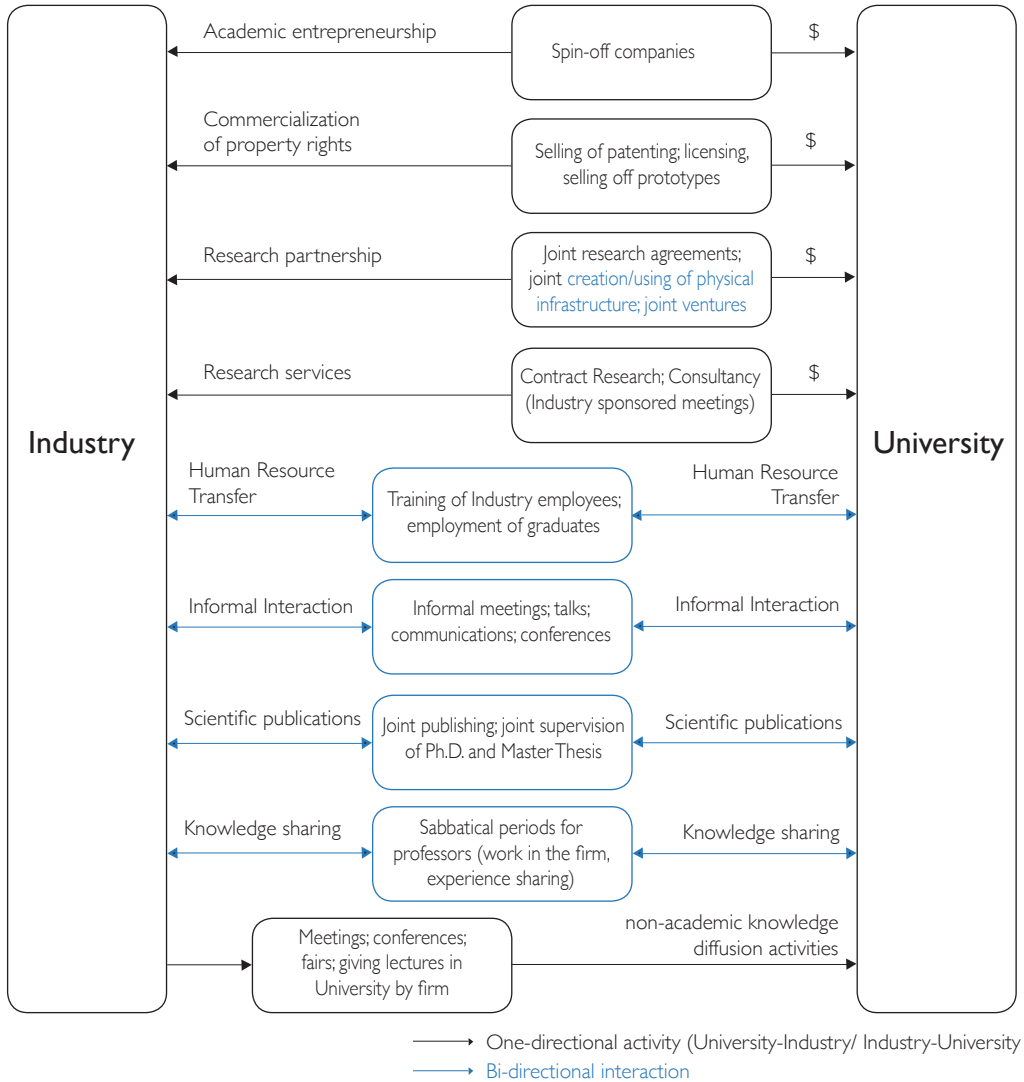 Academic entrepreneurship
Spin-off companies
$
Commercialization
of property rights
Selling of patenting; licensing,
selling off prototypes
$
Research partnership
Joint research agreements;
joint creation/using of physical
infrastructure; joint ventures
$
Research services
Contract Research; Consultancy
(Industry sponsored meetings)
$
Industry
University
Human Resource
Transfer
Training of Industry employees;
employment of graduates
Human Resource
Transfer
Informal Interaction
Informal meetings; talks;
communications; conferences
Informal Interaction
Scientific publications
Joint publishing; joint supervision
of Ph.D. and Master Thesis
Scientific publications
Knowledge sharing
Sabbatical periods for
professors (work in the firm,
experience sharing)
Knowledge sharing
Meetings; conferences;
fairs; giving lectures in
University by firm
non-academic knowledge
diffusion activities
One-directional activity (University-Industry/ Industry-University
Bi-directional interaction